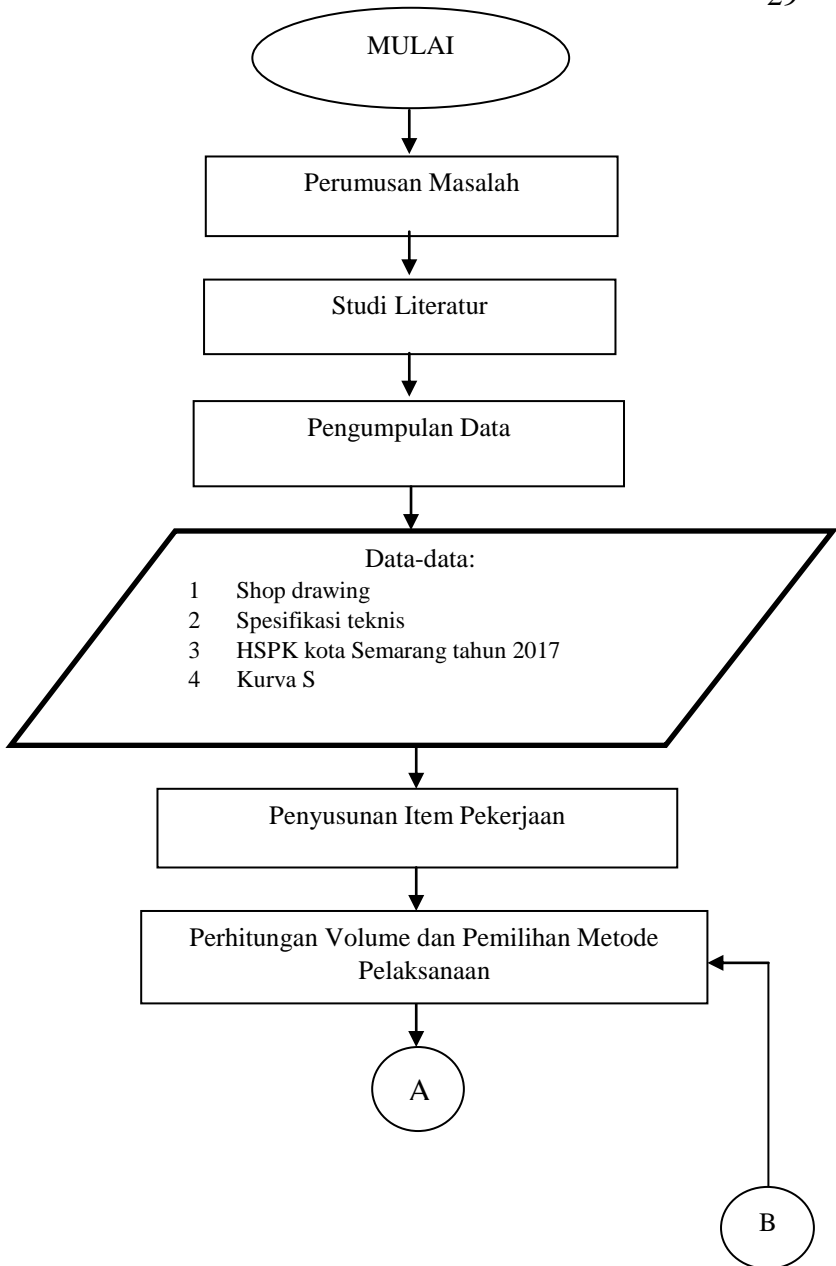 29
MULAI
Perumusan Masalah
Studi Literatur
Pengumpulan Data
Data-data:
1 Shop drawing
2 Spesifikasi teknis
3 HSPK kota Semarang tahun 2017
4 Kurva S
Penyusunan Item Pekerjaan
Perhitungan Volume dan Pemilihan Metode
Pelaksanaan
A
B